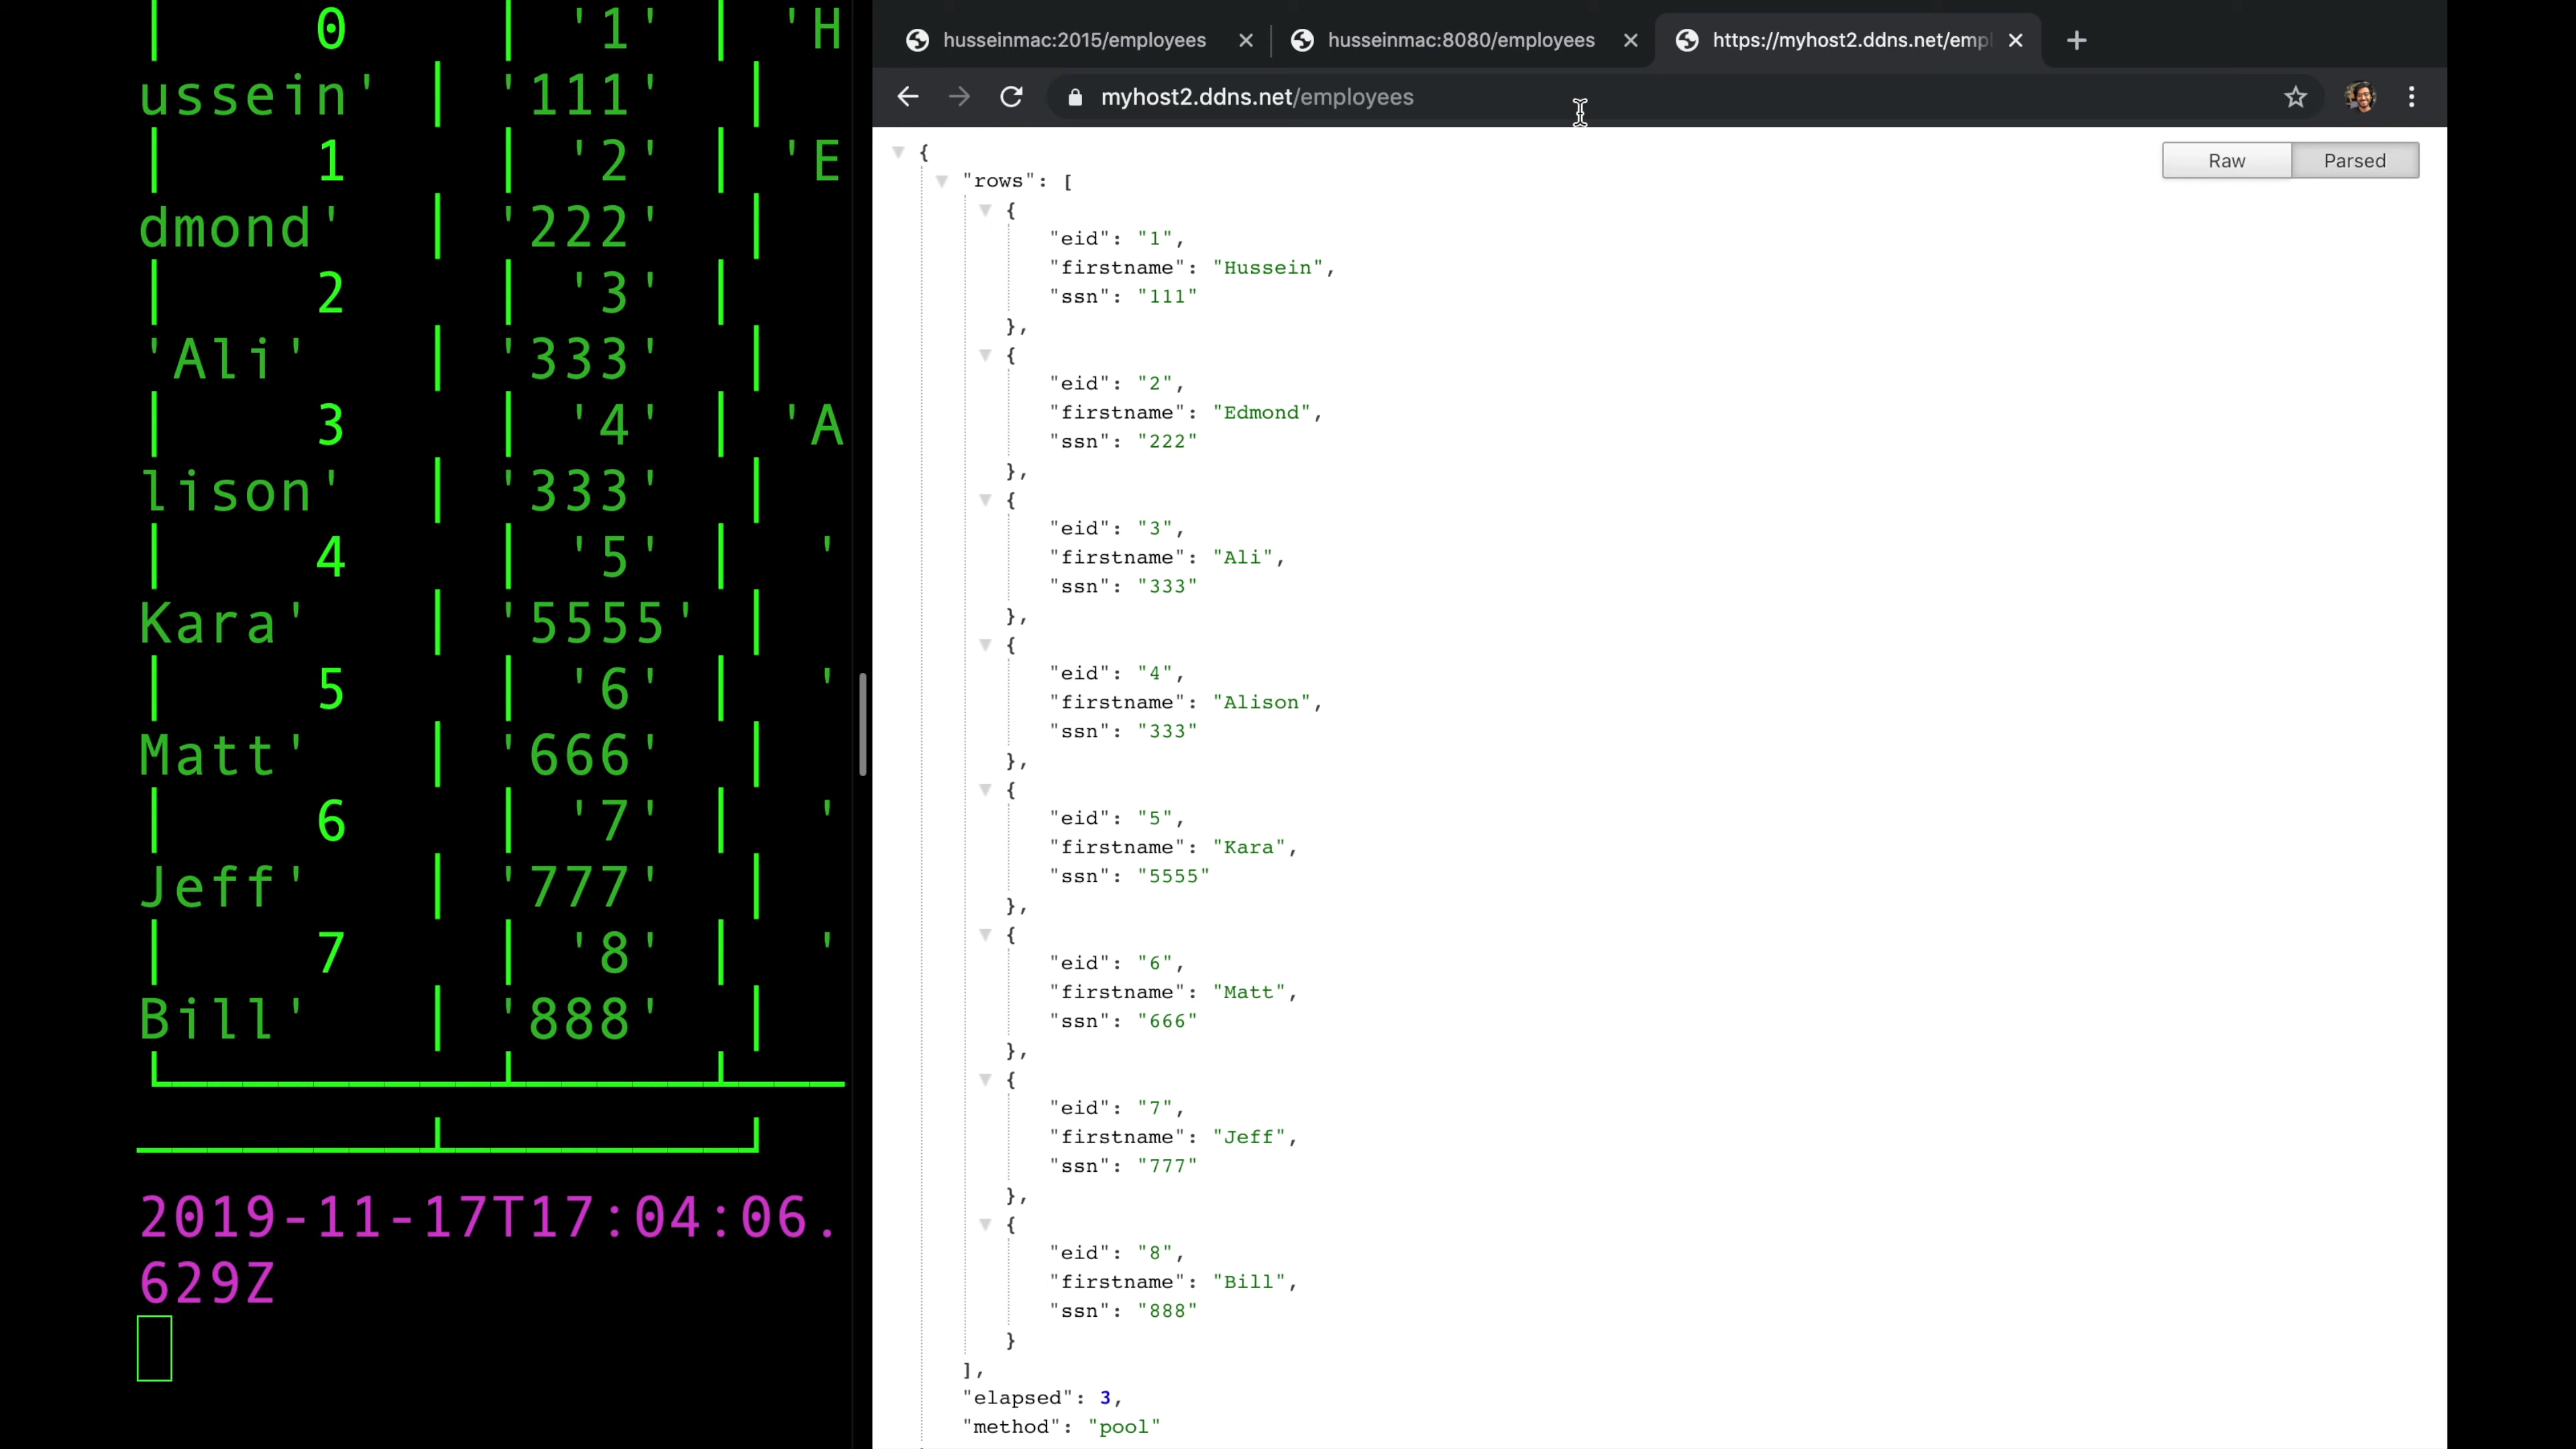 | 0 | '1' | 'H
ussein' | '111' |
| 1 | '2' | 'E
dmond' | '222' |
| 2 | '3' |
'Ali' | '333' |
| 3 | '4' | 'A
lison' | '333' |
| 4 | '5' | '
Kara' | '5555' |
| 5 | '6' | '
Matt' | '666' |
| 6 | '7' | '
Jeff' | '777' |
| 7 | '8' | '
Bill' | '888' |
2019-11-17T17:04:06.
629Z
husseinmac:2015/employees
husseinmac:8080/employees
https://myhost2.ddns.net/emp
myhost2.ddns.net/employees
Raw
Parsed
{
"rows": [
{
"eid": "1",
"firstname": "Hussein",
"ssn": "111"
},
{
"eid": "2",
"firstname": "Edmond",
"ssn": "222"
},
{
"eid": "3",
"firstname": "Ali",
"ssn": "333"
},
{
"eid": "4",
"firstname": "Alison",
"ssn": "333"
},
{
"eid": "5",
"firstname": "Kara",
"ssn": "5555"
},
{
"eid": "6",
"firstname": "Matt",
"ssn": "666"
},
{
"eid": "7",
"firstname": "Jeff",
"ssn": "777"
},
{
"eid": "8",
"firstname": "Bill",
"ssn": "888"
}
],
"elapsed": 3,
"method": "pool"